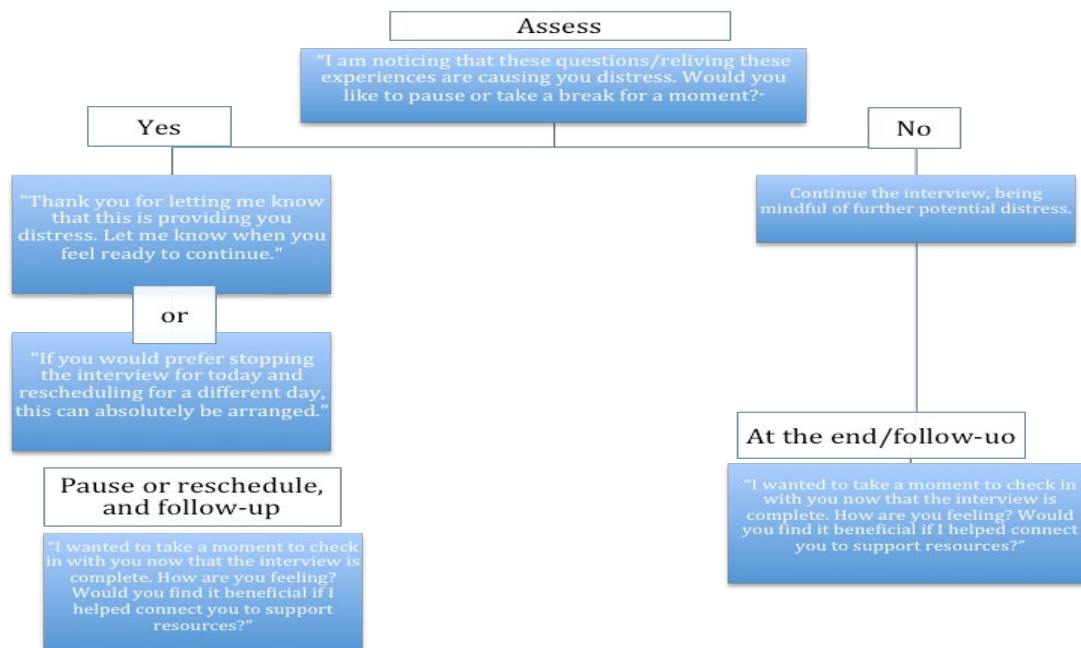 Assess
"I am noticing that these questions/reliving these
experiences are causing you distress. Would you
like to pause or take a break for a moment?"
Yes
No
"Thank you for letting me know
that this is providing you
distress. Let me know when you
feel ready to continue."
Continue the interview, being
mindful of further potential distress.
or
"If you would prefer stopping
the interview for today and
rescheduling for a different day,
this can absolutely be arranged."
At the end/follow-uo
Pause or reschedule,
and follow-up
"I wanted to take a moment to check
in with you now that the interview is
complete. How are you feeling?
Would you find it beneficial if I
helped connect you to support
resources?"
"I wanted to take a moment to check in
with you now that the interview is
complete. How are you feeling? Would
you find it beneficial if I helped connect
you to support resources?"